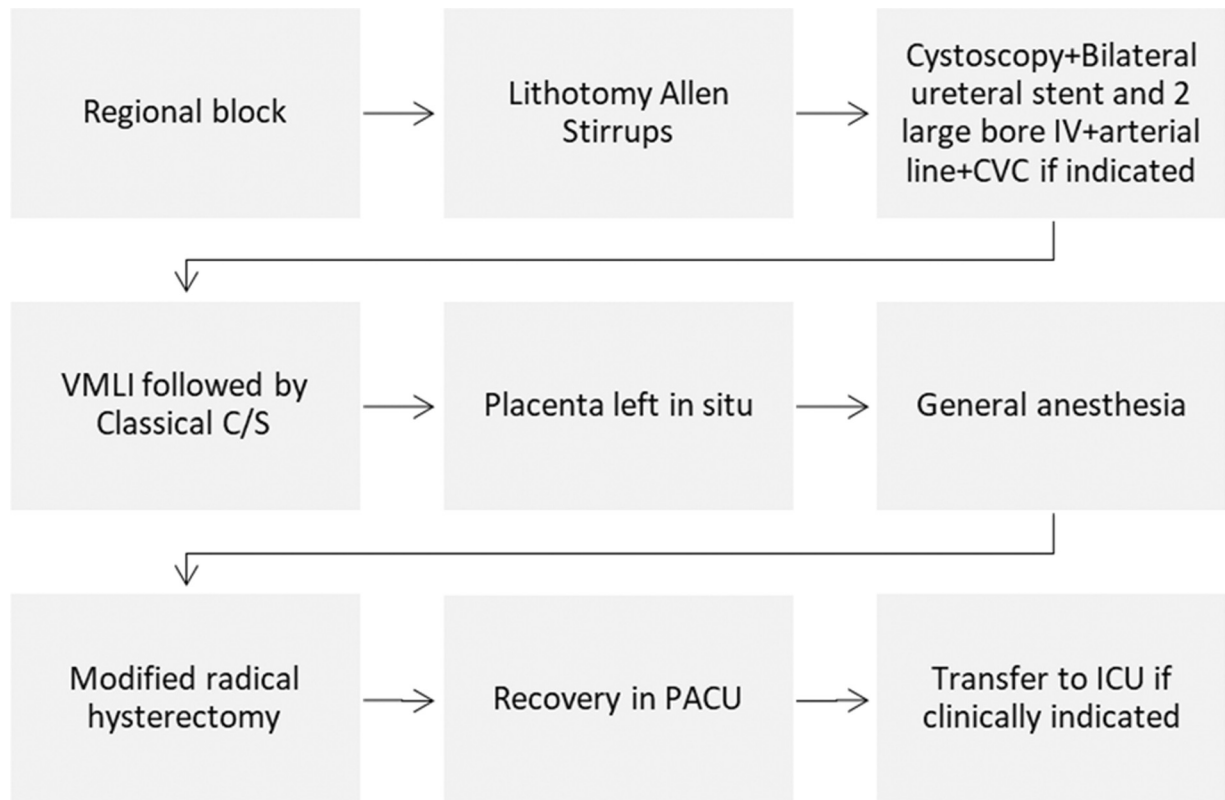 Regional block
Lithotomy Allen
Stirrups
Cystoscopy+Bilateral
ureteral stent and 2
large bore IV+arterial
line+CVC if indicated
VMLI followed by
Classical C/S
Placenta left in situ
General anesthesia
Modified radical
hysterectomy
Recovery in PACU
Transfer to ICU if
clinically indicated